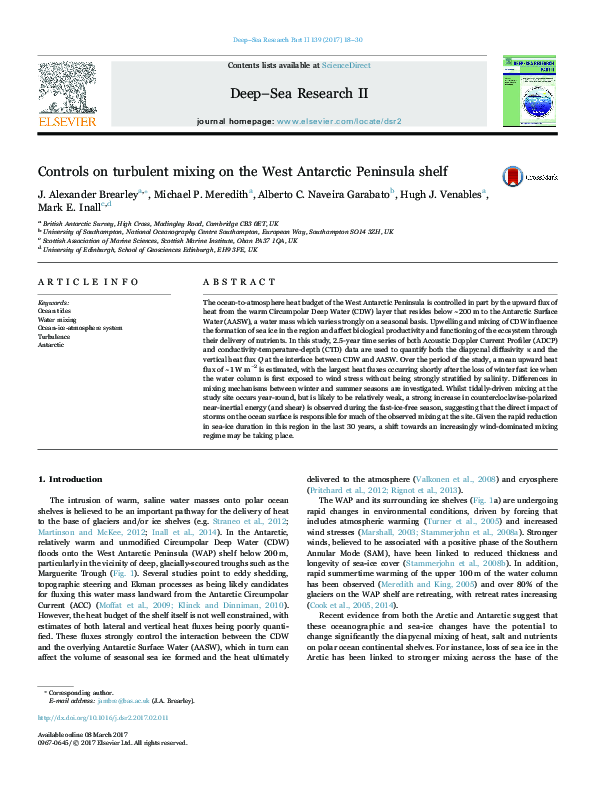 Deep–Sea Research Part II 139 (2017) 18–30
Contents lists available at ScienceDirect
Deep–Sea Research II
journal homepage: www.elsevier.com/locate/dsr2
ELSEVIER
DEEP-SEA RESEARCH
PART II
CrossMark
Controls on turbulent mixing on the West Antarctic Peninsula shelf
J. Alexander Brearley a,⁎, Michael P. Meredith a, Alberto C. Naveira Garabato b, Hugh J. Venables a,
Mark E. Inall c,d
a British Antarctic Survey, High Cross, Madingley Road, Cambridge CB3 0ET, UK
b University of Southampton, National Oceanography Centre Southampton, European Way, Southampton SO14 3ZH, UK
c Scottish Association of Marine Sciences, Scottish Marine Institute, Oban PA37 1QA, UK
d University of Edinburgh, School of Geosciences Edinburgh, EH9 3FE, UK
ARTICLE INFO
Keywords:
Ocean tides
Water mixing
Ocean-ice-atmosphere system
Turbulence
Antarctic
ABSTRACT
The ocean-to-atmosphere heat budget of the West Antarctic Peninsula is controlled in part by the upward flux of
heat from the warm Circumpolar Deep Water (CDW) layer that resides below ~200 m to the Antarctic Surface
Water (AASW), a water mass which varies strongly on a seasonal basis. Upwelling and mixing of CDW influence
the formation of sea ice in the region and affect biological productivity and functioning of the ecosystem through
their delivery of nutrients. In this study, 2.5-year time series of both Acoustic Doppler Current Profiler (ADCP)
and conductivity-temperature-depth (CTD) data are used to quantify both the diapycnal diffusivity κ and the
vertical heat flux Q at the interface between CDW and AASW. Over the period of the study, a mean upward heat
flux of ~1 W m−2 is estimated, with the largest heat fluxes occurring shortly after the loss of winter fast ice when
the water column is first exposed to wind stress without being strongly stratified by salinity. Differences in
mixing mechanisms between winter and summer seasons are investigated. Whilst tidally-driven mixing at the
study site occurs year-round, but is likely to be relatively weak, a strong increase in counterclockwise-polarized
near-inertial energy (and shear) is observed during the fast-ice-free season, suggesting that the direct impact of
storms on the ocean surface is responsible for much of the observed mixing at the site. Given the rapid reduction
in sea-ice duration in this region in the last 30 years, a shift towards an increasingly wind-dominated mixing
regime may be taking place.
1. Introduction
The intrusion of warm, saline water masses onto polar ocean
shelves is believed to be an important pathway for the delivery of heat
to the base of glaciers and/or ice shelves (e.g. Straneo et al., 2012;
Martinson and McKee, 2012; Inall et al., 2014). In the Antarctic,
relatively warm and unmodified Circumpolar Deep Water (CDW)
floods onto the West Antarctic Peninsula (WAP) shelf below 200 m,
particularly in the vicinity of deep, glacially-scoured troughs such as the
Marguerite Trough (Fig. 1). Several studies point to eddy shedding,
topographic steering and Ekman processes as being likely candidates
for fluxing this water mass landward from the Antarctic Circumpolar
Current (ACC) (Moffat et al., 2009; Klinck and Dinniman, 2010).
However, the heat budget of the shelf itself is not well constrained, with
estimates of both lateral and vertical heat fluxes being poorly quanti-
fied. These fluxes strongly control the interaction between the CDW
and the overlying Antarctic Surface Water (AASW), which in turn can
affect the volume of seasonal sea ice formed and the heat ultimately
delivered to the atmosphere (Valkonen et al., 2008) and cryosphere
(Pritchard et al., 2012; Rignot et al., 2013).
The WAP and its surrounding ice shelves (Fig. 1a) are undergoing
rapid changes in environmental conditions, driven by forcing that
includes atmospheric warming (Turner et al., 2005) and increased
wind stresses (Marshall, 2003; Stammerjohn et al., 2008a). Stronger
winds, believed to be associated with a positive phase of the Southern
Annular Mode (SAM), have been linked to reduced thickness and
longevity of sea-ice cover (Stammerjohn et al., 2008b). In addition,
rapid summertime warming of the upper 100 m of the water column
has been observed (Meredith and King, 2005) and over 80% of the
glaciers on the WAP shelf are retreating, with retreat rates increasing
(Cook et al., 2005, 2014).
Recent evidence from both the Arctic and Antarctic suggest that
these oceanographic and sea-ice changes have the potential to
change significantly the diapycnal mixing of heat, salt and nutrients
on polar ocean continental shelves. For instance, loss of sea ice in the
Arctic has been linked to stronger mixing across the base of the
⁎ Corresponding author.
E-mail address: jambre@bas.ac.uk (J.A. Brearley).
http://dx.doi.org/10.1016/j.dsr2.2017.02.011
Available online 08 March 2017
0967-0645/ © 2017 Elsevier Ltd. All rights reserved.